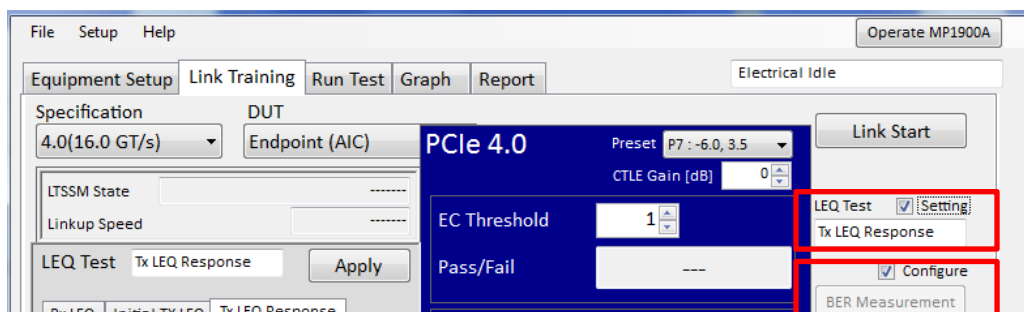 File Setup Help
Operate MP1900A
Equipment Setup Link Training Run Test Graph Report
Electrical Idle
Specification DUT
4.0(16.0 GT/s) Endpoint (AIC)
PCIe 4.0
Preset P7 : -6.0, 3.5
CTLE Gain [dB] 0
Link Start
LTSSM State -------
Linkup Speed -------
EC Threshold 1
LEQ Test Setting
Tx LEQ Response
LEQ Test Tx LEQ Response Apply
Pass/Fail ---
Configure
BER Measurement
Rx LEQ Initial TX LEQ Tx LEQ Response